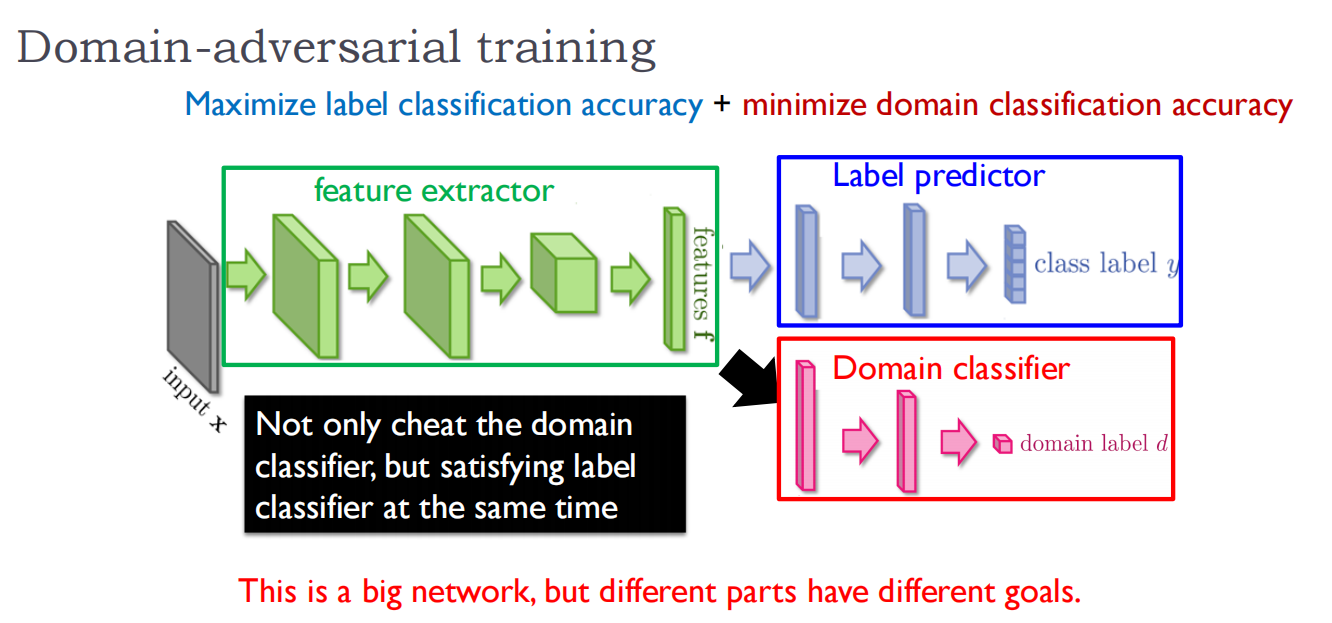 Domain-adversarial training
Maximize label classification accuracy + minimize domain classification accuracy
feature extractor
Label predictor
features f
class label y
input x
Domain classifier
domain label d
Not only cheat the domain
classifier, but satisfying label
classifier at the same time
This is a big network, but different parts have different goals.